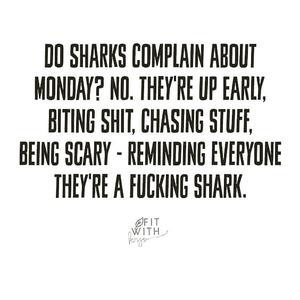 DO SHARKS COMPLAIN ABOUT
MONDAY? NO. THEY'RE UP EARLY,
BITING SHIT, CHASING STUFF,
BEING SCARY - REMINDING EVERYONE
THEY'RE A FUCKING SHARK.
FIT
WITH